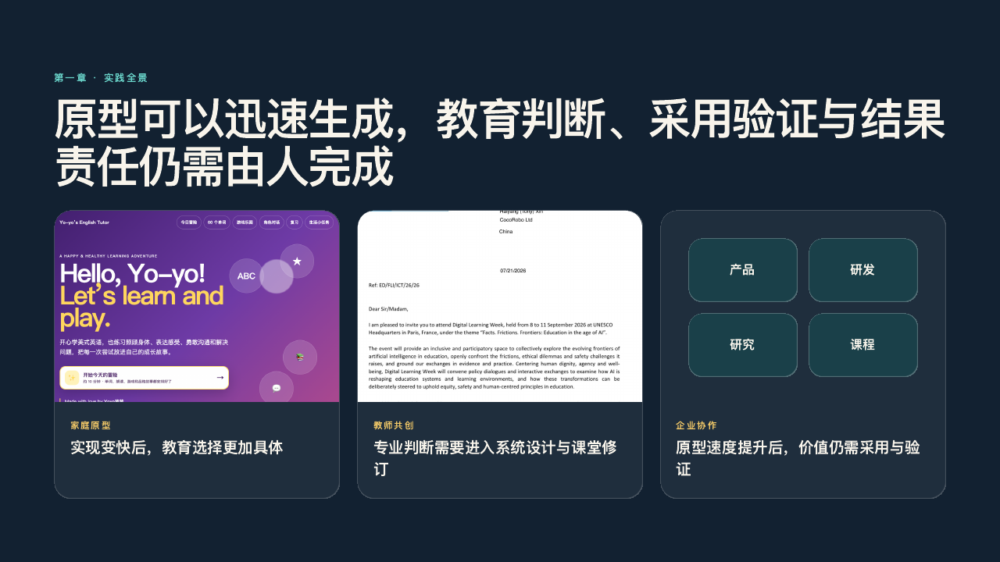 第一章 · 实践全景
原型可以迅速生成，教育判断、采用验证与结果
责任仍需由人完成
Yo-yo's English Tutor
今日冒险
50 个单词
游戏乐园
角色对话
复习
生活小任务
A HAPPY & HEALTHY LEARNING ADVENTURE
Hello, Yo-yo!
Let's learn and
play.
ABC
开心学美式英语，也练习照顾身体、表达感受、勇敢沟通和解决
问题，把每一次尝试放进自己的成长故事。
开始今天的冒险
约 10 分钟 · 单词、朗读、游戏和品格故事都安排好了
→
家庭原型
实现变快后，教育选择更加具体
Haiyang (Tony) Xin
CocoRobo Ltd
China
07/21/2026
Ref: ED/FLI/ICT/26/26
Dear Sir/Madam,
I am pleased to invite you to attend Digital Learning Week, held from 8 to 11 September 2026 at UNESCO
Headquarters in Paris, France, under the theme "Facts. Frictions. Frontiers: Education in the age of AI".
The event will provide an inclusive and participatory space to collectively explore the evolving frontiers of
artificial intelligence in education, openly confront the frictions, ethical dilemmas and safety challenges it
raises, and ground our exchanges in evidence and practice. Centering human dignity, agency and well-
being, Digital Learning Week will convene policy dialogues and interactive exchanges to examine how AI is
reshaping education systems and learning environments, and how these transformations can be
deliberately steered to uphold equity, safety and human-centred principles in education.
教师共创
专业判断需要进入系统设计与课堂修
订
产品
研发
研究
课程
企业协作
原型速度提升后，价值仍需采用与验
证